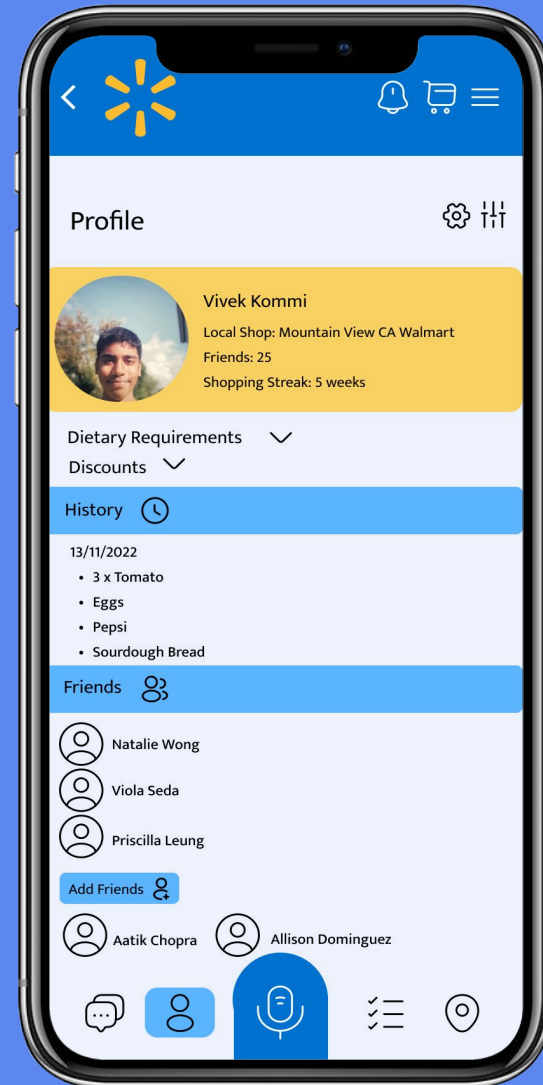 Profile
Vivek Kommi
Local Shop: Mountain View CA Walmart
Friends: 25
Shopping Streak: 5 weeks
Dietary Requirements
Discounts
History
13/11/2022
• 3 x Tomato
• Eggs
• Pepsi
• Sourdough Bread
Friends
Natalie Wong
Viola Seda
Priscilla Leung
Add Friends
Aatik Chopra Allison Dominguez